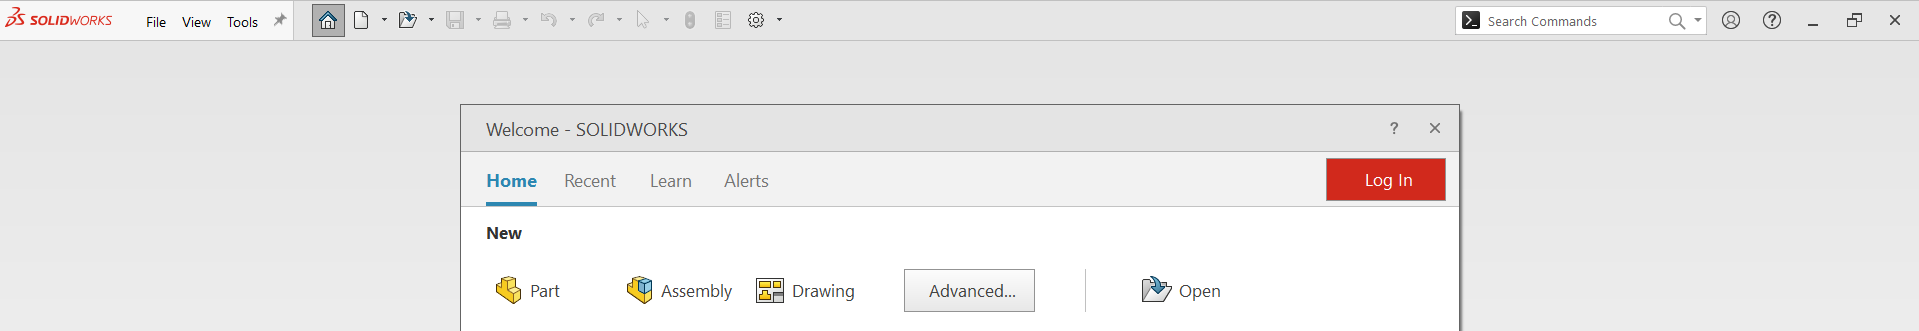 SOLIDWORKS File View Tools Search Commands
Welcome - SOLIDWORKS ?
Home Recent Learn Alerts Log In
New
Part Assembly Drawing Advanced... Open